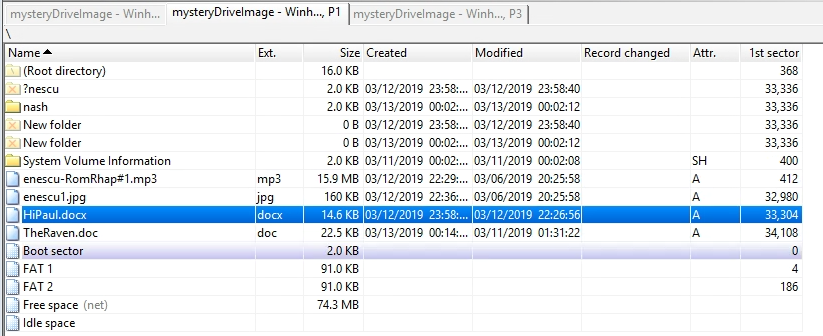 mysteryDriveImage - Winh... mysteryDriveImage - Winh..., P1 mysteryDriveImage - Winh..., P3
\
Name Ext. Size Created Modified Record changed Attr. 1st sector
(Root directory) 16.0 KB 368
?nescu 2.0 KB 03/12/2019 23:58:... 03/12/2019 23:58:40 33,336
nash 2.0 KB 03/13/2019 00:02:... 03/13/2019 00:02:12 33,336
New folder 0 B 03/12/2019 23:58:... 03/12/2019 23:58:40 33,336
New folder 0 B 03/13/2019 00:02:... 03/13/2019 00:02:12 33,336
System Volume Information 2.0 KB 03/11/2019 00:02:... 03/11/2019 00:02:08 SH 400
enescu-RomRhap#1.mp3 mp3 15.9 MB 03/12/2019 22:29:... 03/06/2019 20:25:58 A 412
enescu1.jpg jpg 160 KB 03/12/2019 22:36:... 03/06/2019 20:25:58 A 32,980
HiPaul.docx docx 14.6 KB 03/12/2019 23:58:... 03/12/2019 22:26:56 A 33,304
TheRaven.doc doc 22.5 KB 03/13/2019 00:14:... 03/11/2019 01:31:22 A 34,108
Boot sector 2.0 KB 0
FAT 1 91.0 KB 4
FAT 2 91.0 KB 186
Free space (net) 74.3 MB
Idle space